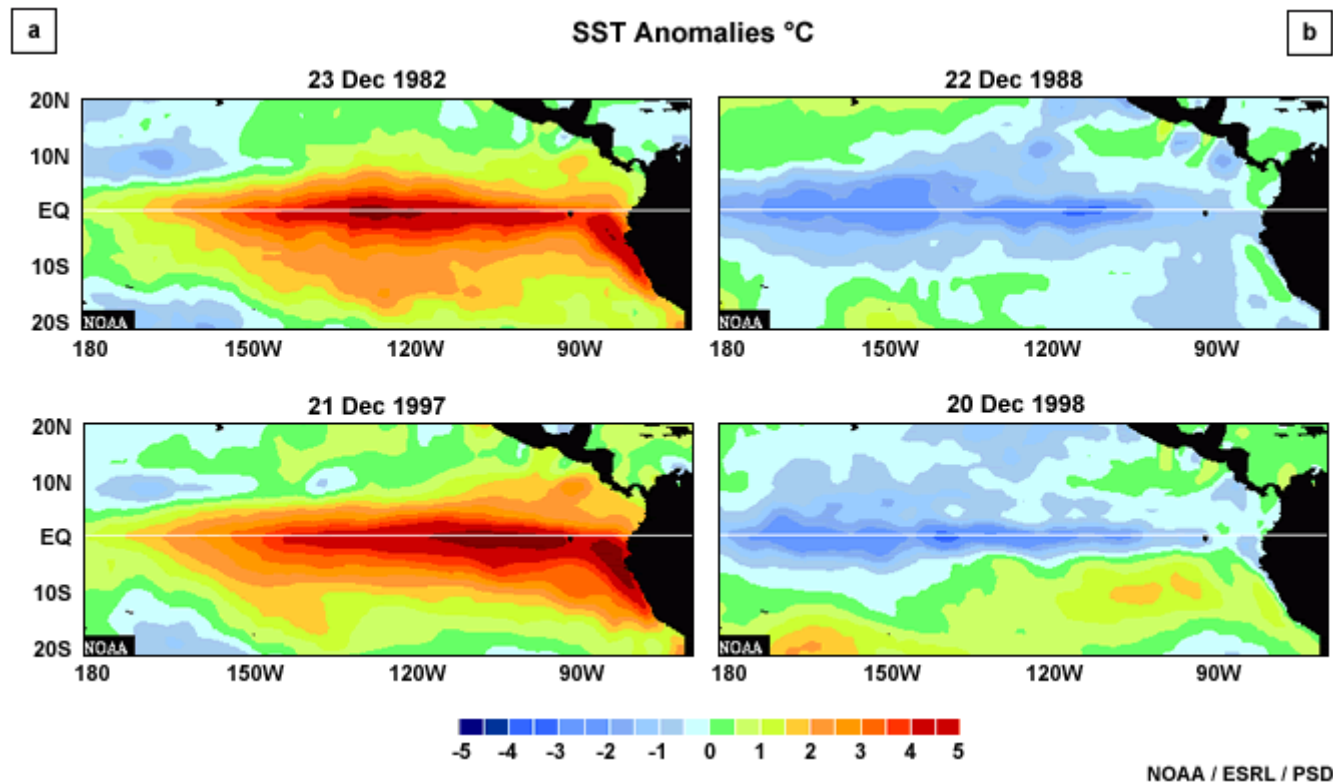 a
SST Anomalies °C
b
23 Dec 1982
22 Dec 1988
20N
10N
EQ
10S
20S
NOAA
180 150W 120W 90W
180 150W 120W 90W
21 Dec 1997
20 Dec 1998
20N
10N
EQ
10S
20S
NOAA
NOAA
180 150W 120W 90W
180 150W 120W 90W
-5 -4 -3 -2 -1 0 1 2 3 4 5
NOAA / ESRL / PSD